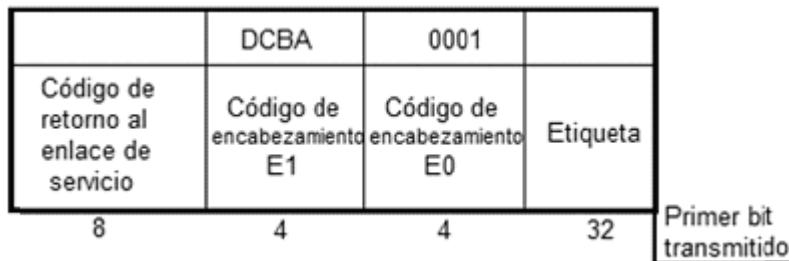 DCBA 0001
Código de retorno al enlace de servicio
Código de encabezamiento E1
Código de encabezamiento E0
Etiqueta
8 4 4 32
Primer bit
transmitido